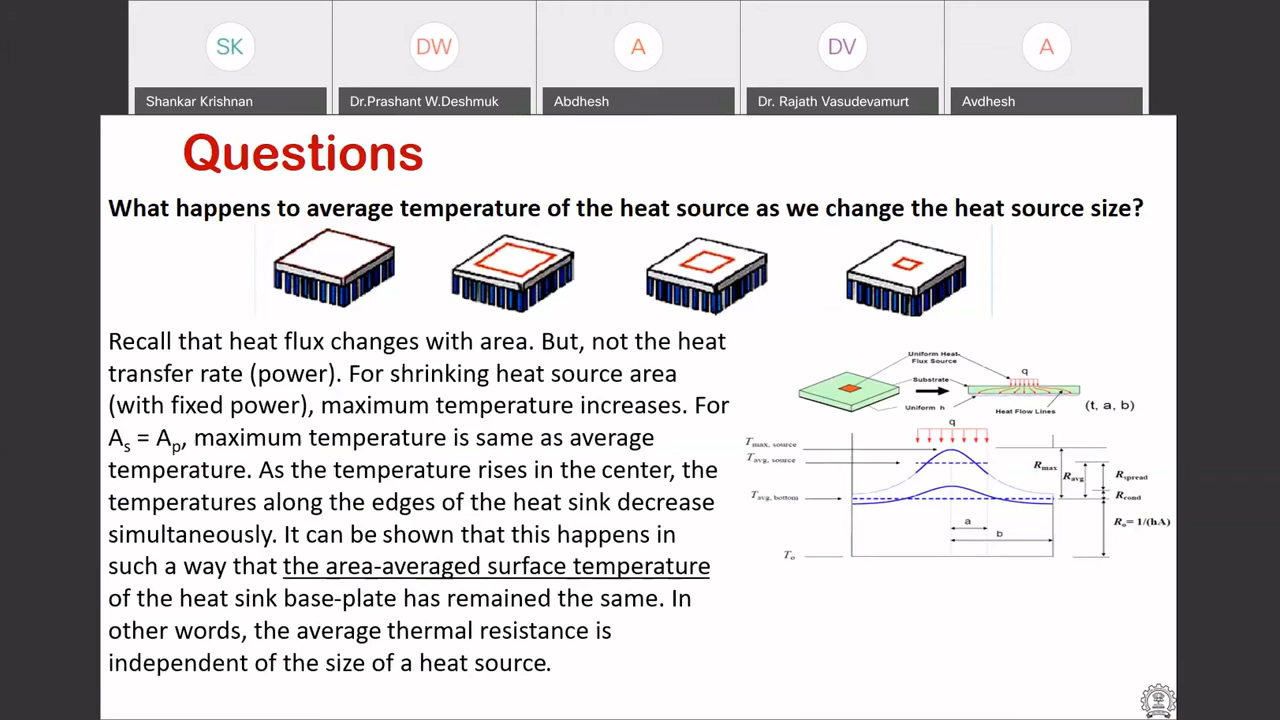 SK
DW
A
DV
A
Shankar Krishnan
Dr.Prashant W.Deshmuk
Abdhesh
Dr. Rajath Vasudevamurt
Avdhesh
Questions
What happens to average temperature of the heat source as we change the heat source size?
Recall that heat flux changes with area. But, not the heat
transfer rate (power). For shrinking heat source area
(with fixed power), maximum temperature increases. For
As = Ap, maximum temperature is same as average
temperature. As the temperature rises in the center, the
temperatures along the edges of the heat sink decrease
simultaneously. It can be shown that this happens in
such a way that the area-averaged surface temperature
of the heat sink base-plate has remained the same. In
other words, the average thermal resistance is
independent of the size of a heat source.
Uniform Heat
Flux Source
q
Substrate
Uniform h
Heat Flow Lines
(t, a, b)
q
Tmax, source
Tavg, source
Tavg, bottom
To
Rmax
Ravg
Rspread
Rcond
Ro= 1/(hA)
a
b